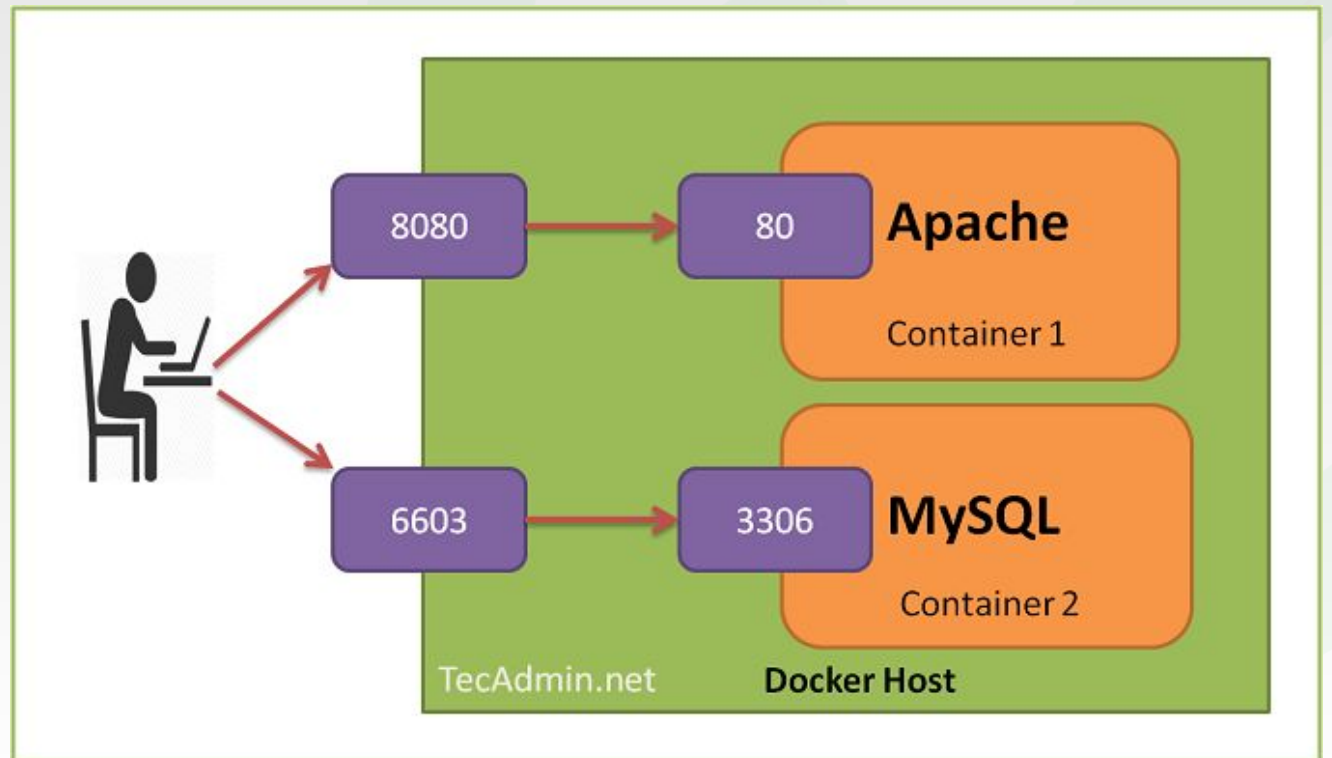 8080
80
Apache
Container 1
6603
3306
MySQL
Container 2
TecAdmin.net
Docker Host